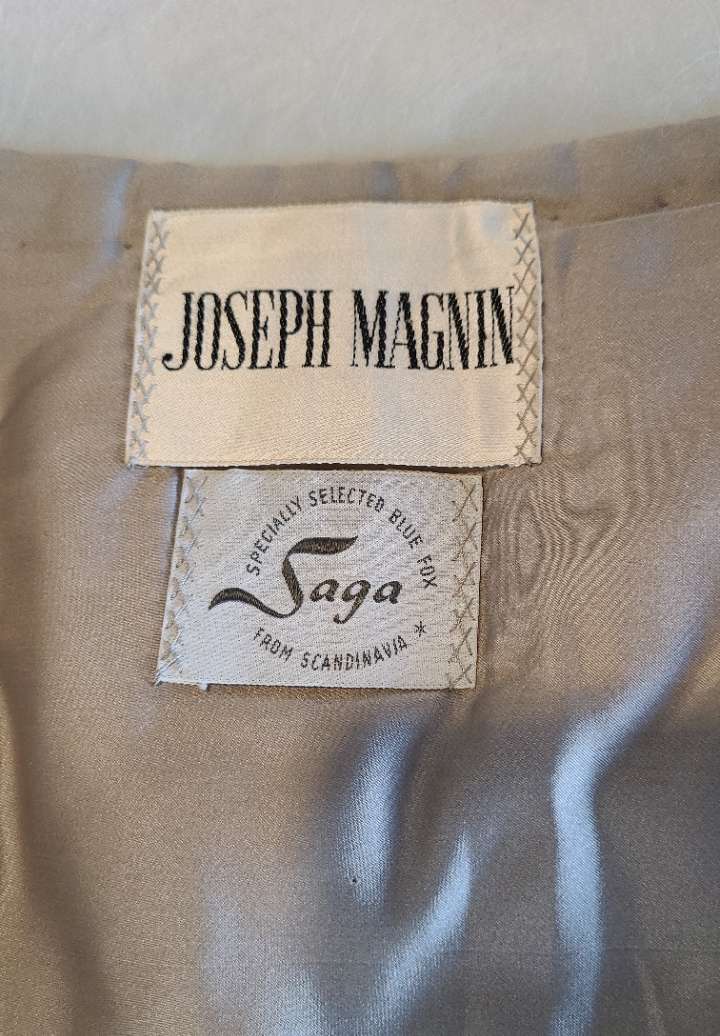 JOSEPH MAGNIN
SPECIALLY SELECTED BLUE FOX
Saga
FROM SCANDINAVIA *